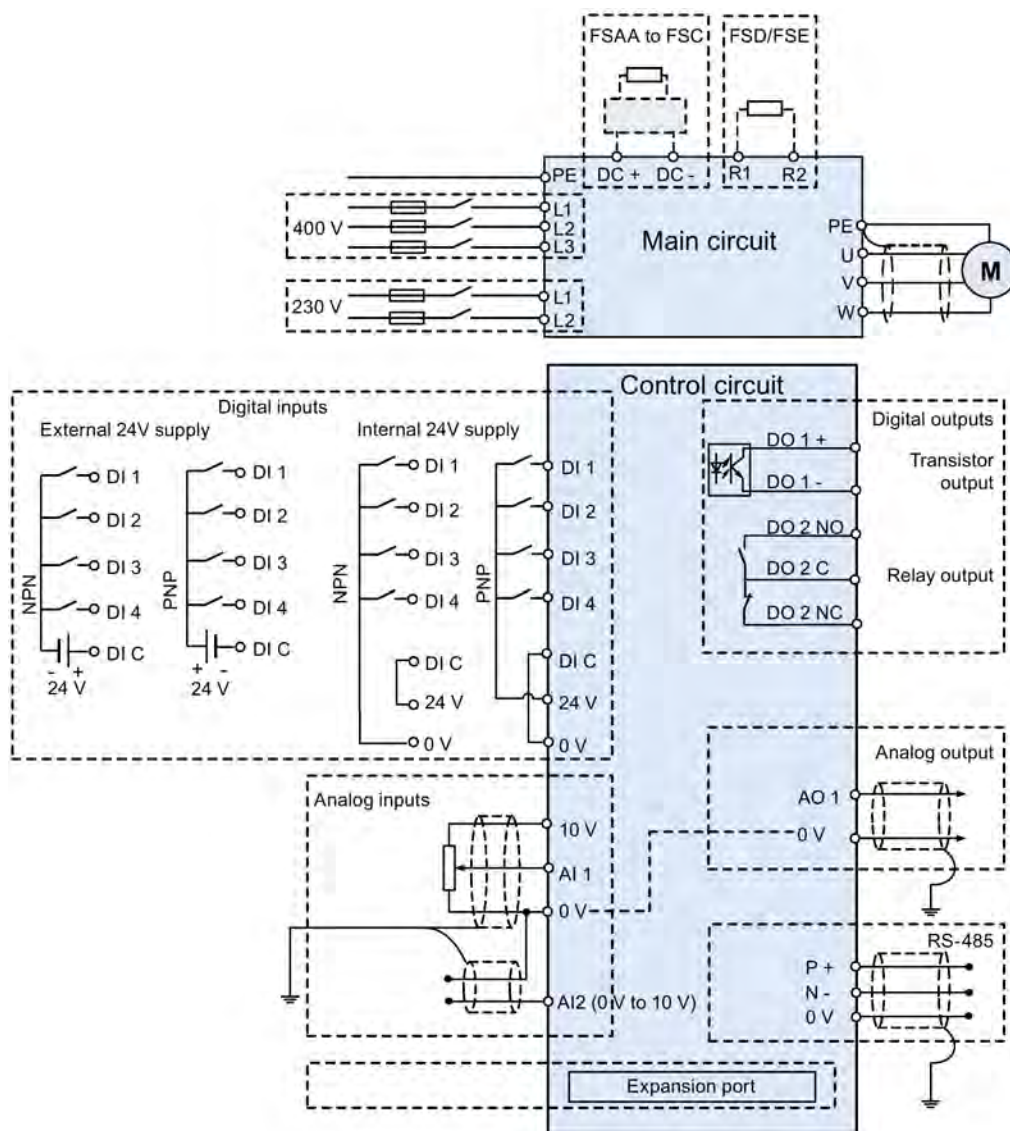 FSAA to FSC
FSD/FSE
PE
DC +
DC -
R1
R2
400 V
L1
L2
L3
Main circuit
PE
U
V
W
M
230 V
L1
L2
Control circuit
Digital inputs
External 24V supply
NPN
DI 1
DI 2
DI 3
DI 4
DI C
- +
24 V
PNP
DI 1
DI 2
DI 3
DI 4
DI C
+ -
24 V
Internal 24V supply
NPN
DI 1
DI 2
DI 3
DI 4
DI C
24 V
0 V
PNP
DI 1
DI 2
DI 3
DI 4
DI C
24 V
0 V
Digital outputs
DO 1 +
Transistor
output
DO 1 -
DO 2 NO
DO 2 C
Relay output
DO 2 NC
Analog output
AO 1
0 V
Analog inputs
10 V
AI 1
0 V
AI2 (0 V to 10 V)
RS-485
P +
N -
0 V
Expansion port